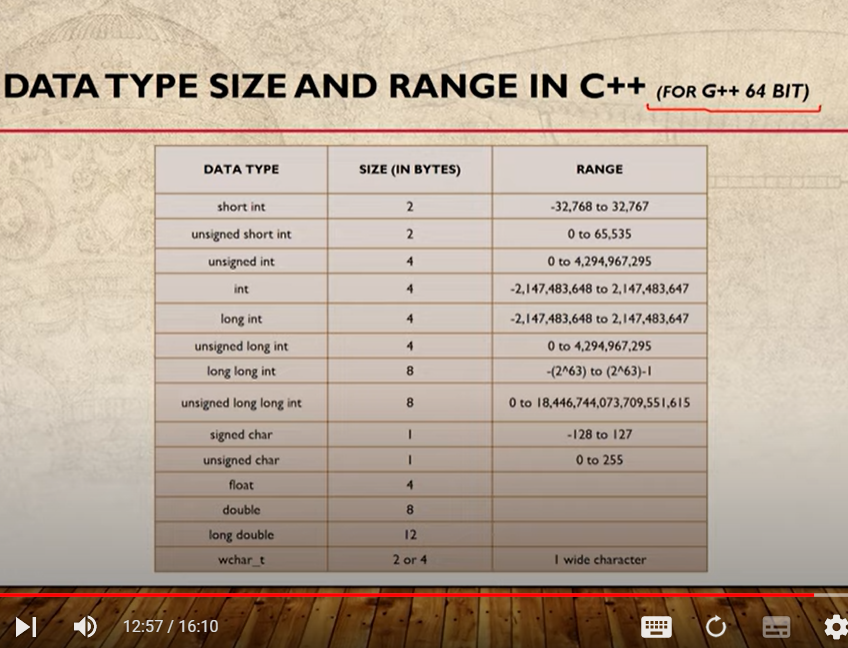 DATA TYPE SIZE AND RANGE IN C++ (FOR G++ 64 BIT)
DATA TYPE SIZE (IN BYTES) RANGE
short int 2 -32,768 to 32,767
unsigned short int 2 0 to 65,535
unsigned int 4 0 to 4,294,967,295
int 4 -2,147,483,648 to 2,147,483,647
long int 4 -2,147,483,648 to 2,147,483,647
unsigned long int 4 0 to 4,294,967,295
long long int 8 -(2^63) to (2^63)-1
unsigned long long int 8 0 to 18,446,744,073,709,551,615
signed char 1 -128 to 127
unsigned char 1 0 to 255
float 4
double 8
long double 12
wchar_t 2 or 4 1 wide character
12:57 / 16:10